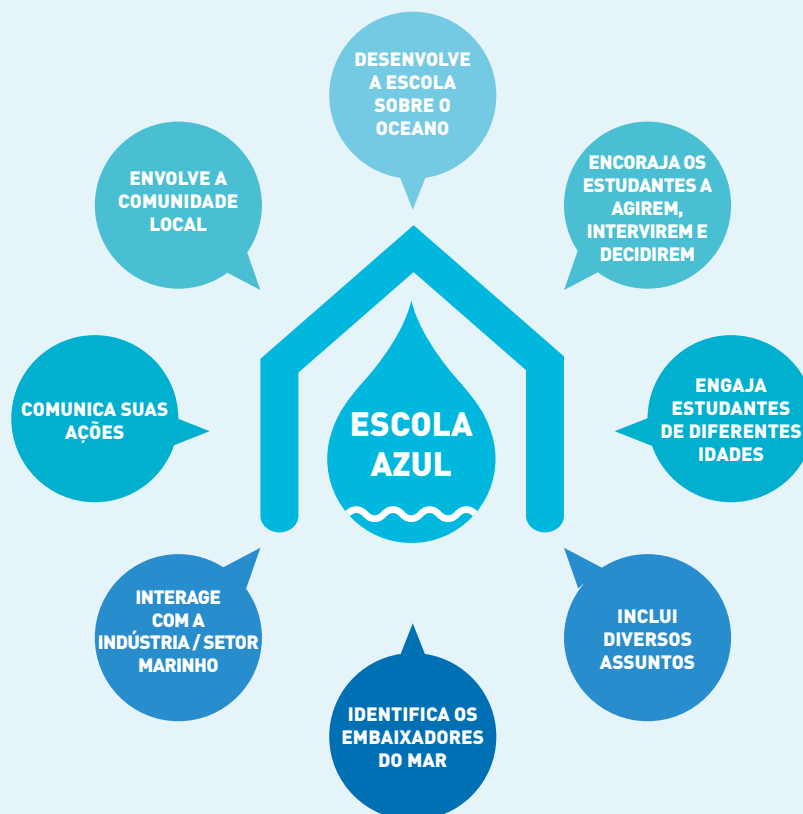 DESENVOLVE
A ESCOLA
SOBRE O
OCEANO
ENVOLVE A
COMUNIDADE
LOCAL
ENCORAJA OS
ESTUDANTES A
AGIREM,
INTERVIREM E
DECIDIREM
COMUNICA SUAS
AÇÕES
ESCOLA
AZUL
ENGAJA
ESTUDANTES
DE DIFERENTES
IDADES
INTERAGE
COM A
INDÚSTRIA / SETOR
MARINHO
INCLUI
DIVERSOS
ASSUNTOS
IDENTIFICA OS
EMBAIXADORES
DO MAR